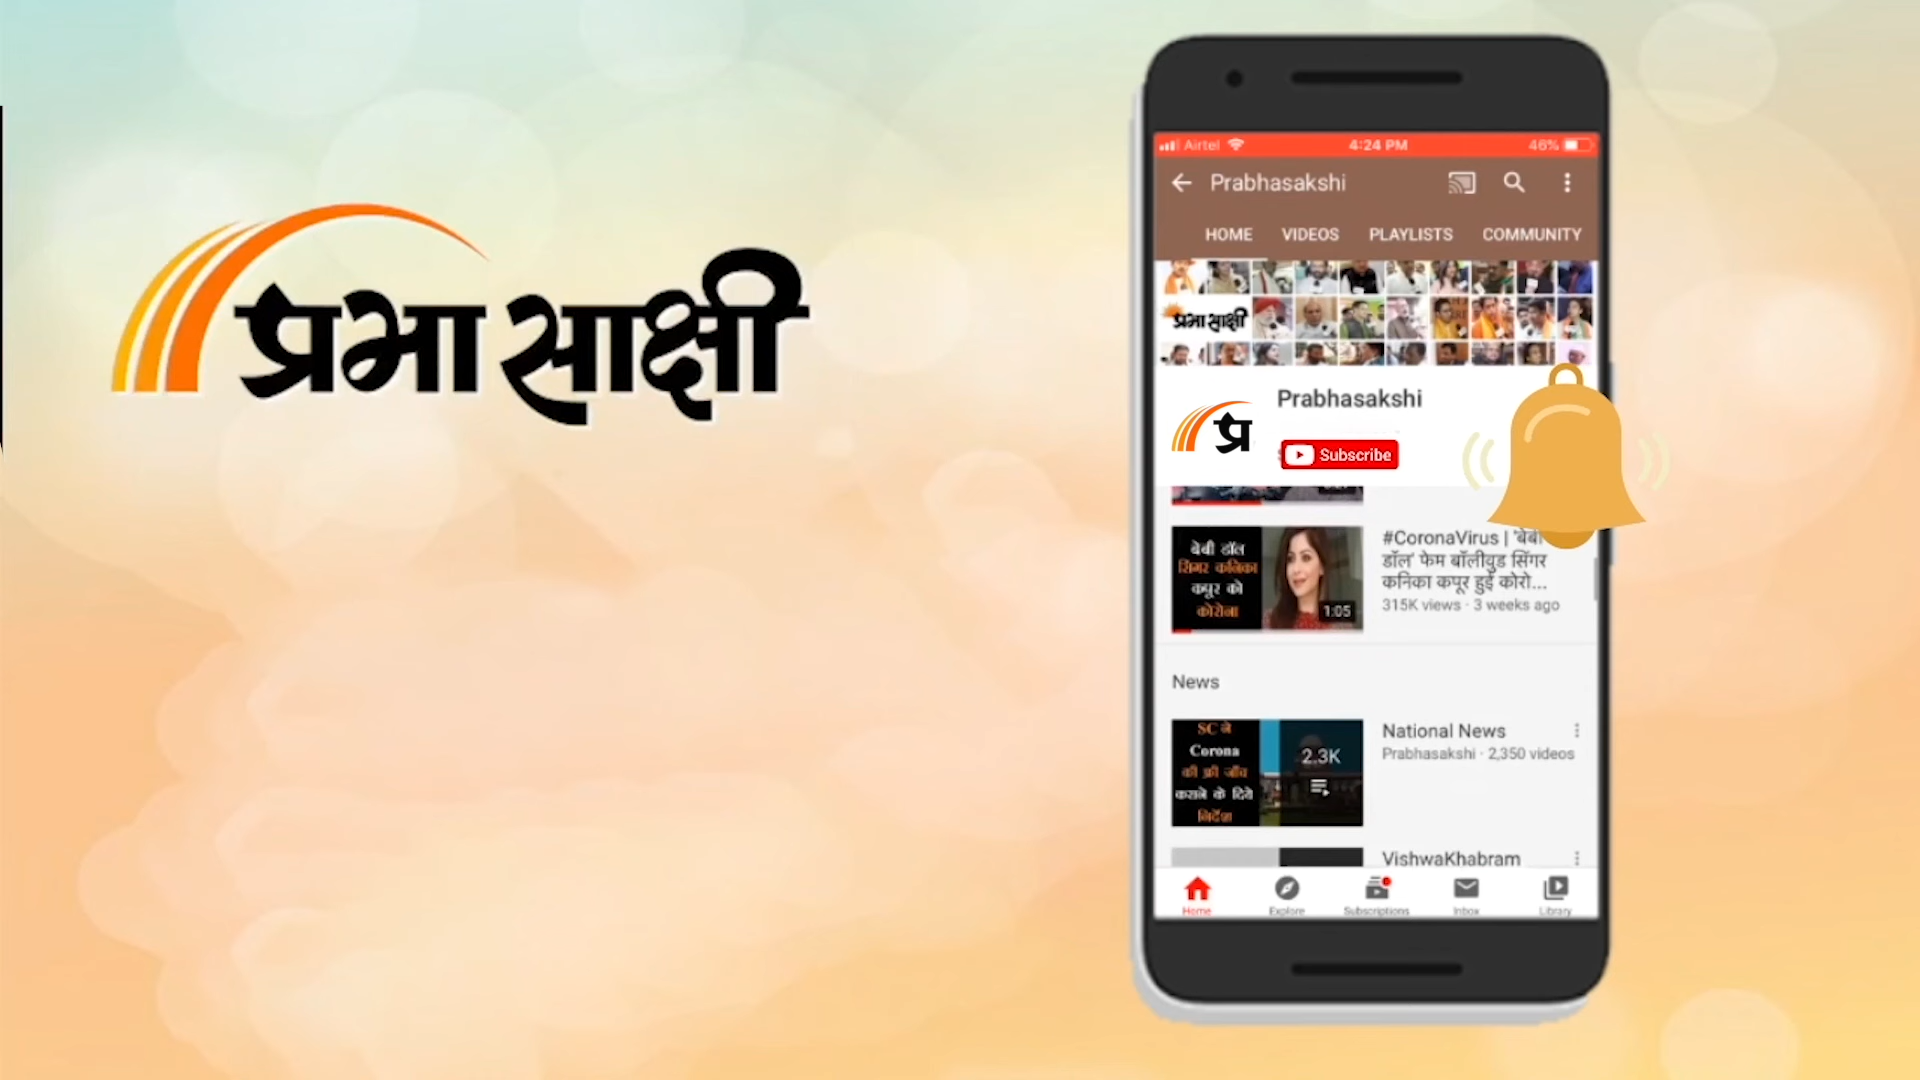 प्रभा साक्षी
Airtel 4:24 PM 46%
Prabhasakshi
HOME VIDEOS PLAYLISTS COMMUNITY
प्रभा साक्षी
Prabhasakshi
प्र
Subscribe
बेबी डॉल
सिंगर कनिका
कपूर को
कोरोना
1:05
#CoronaVirus | 'बेबी
डॉल' फेम बॉलीवुड सिंगर
कनिका कपूर हुईं कोरो...
315K views · 3 weeks ago
News
SC ने
Corona
की फ्री जाँच
कराने के दिये
निर्देश
2.3K
National News
Prabhasakshi · 2,350 videos
VishwaKhabram
Home Explore Subscriptions Inbox Library